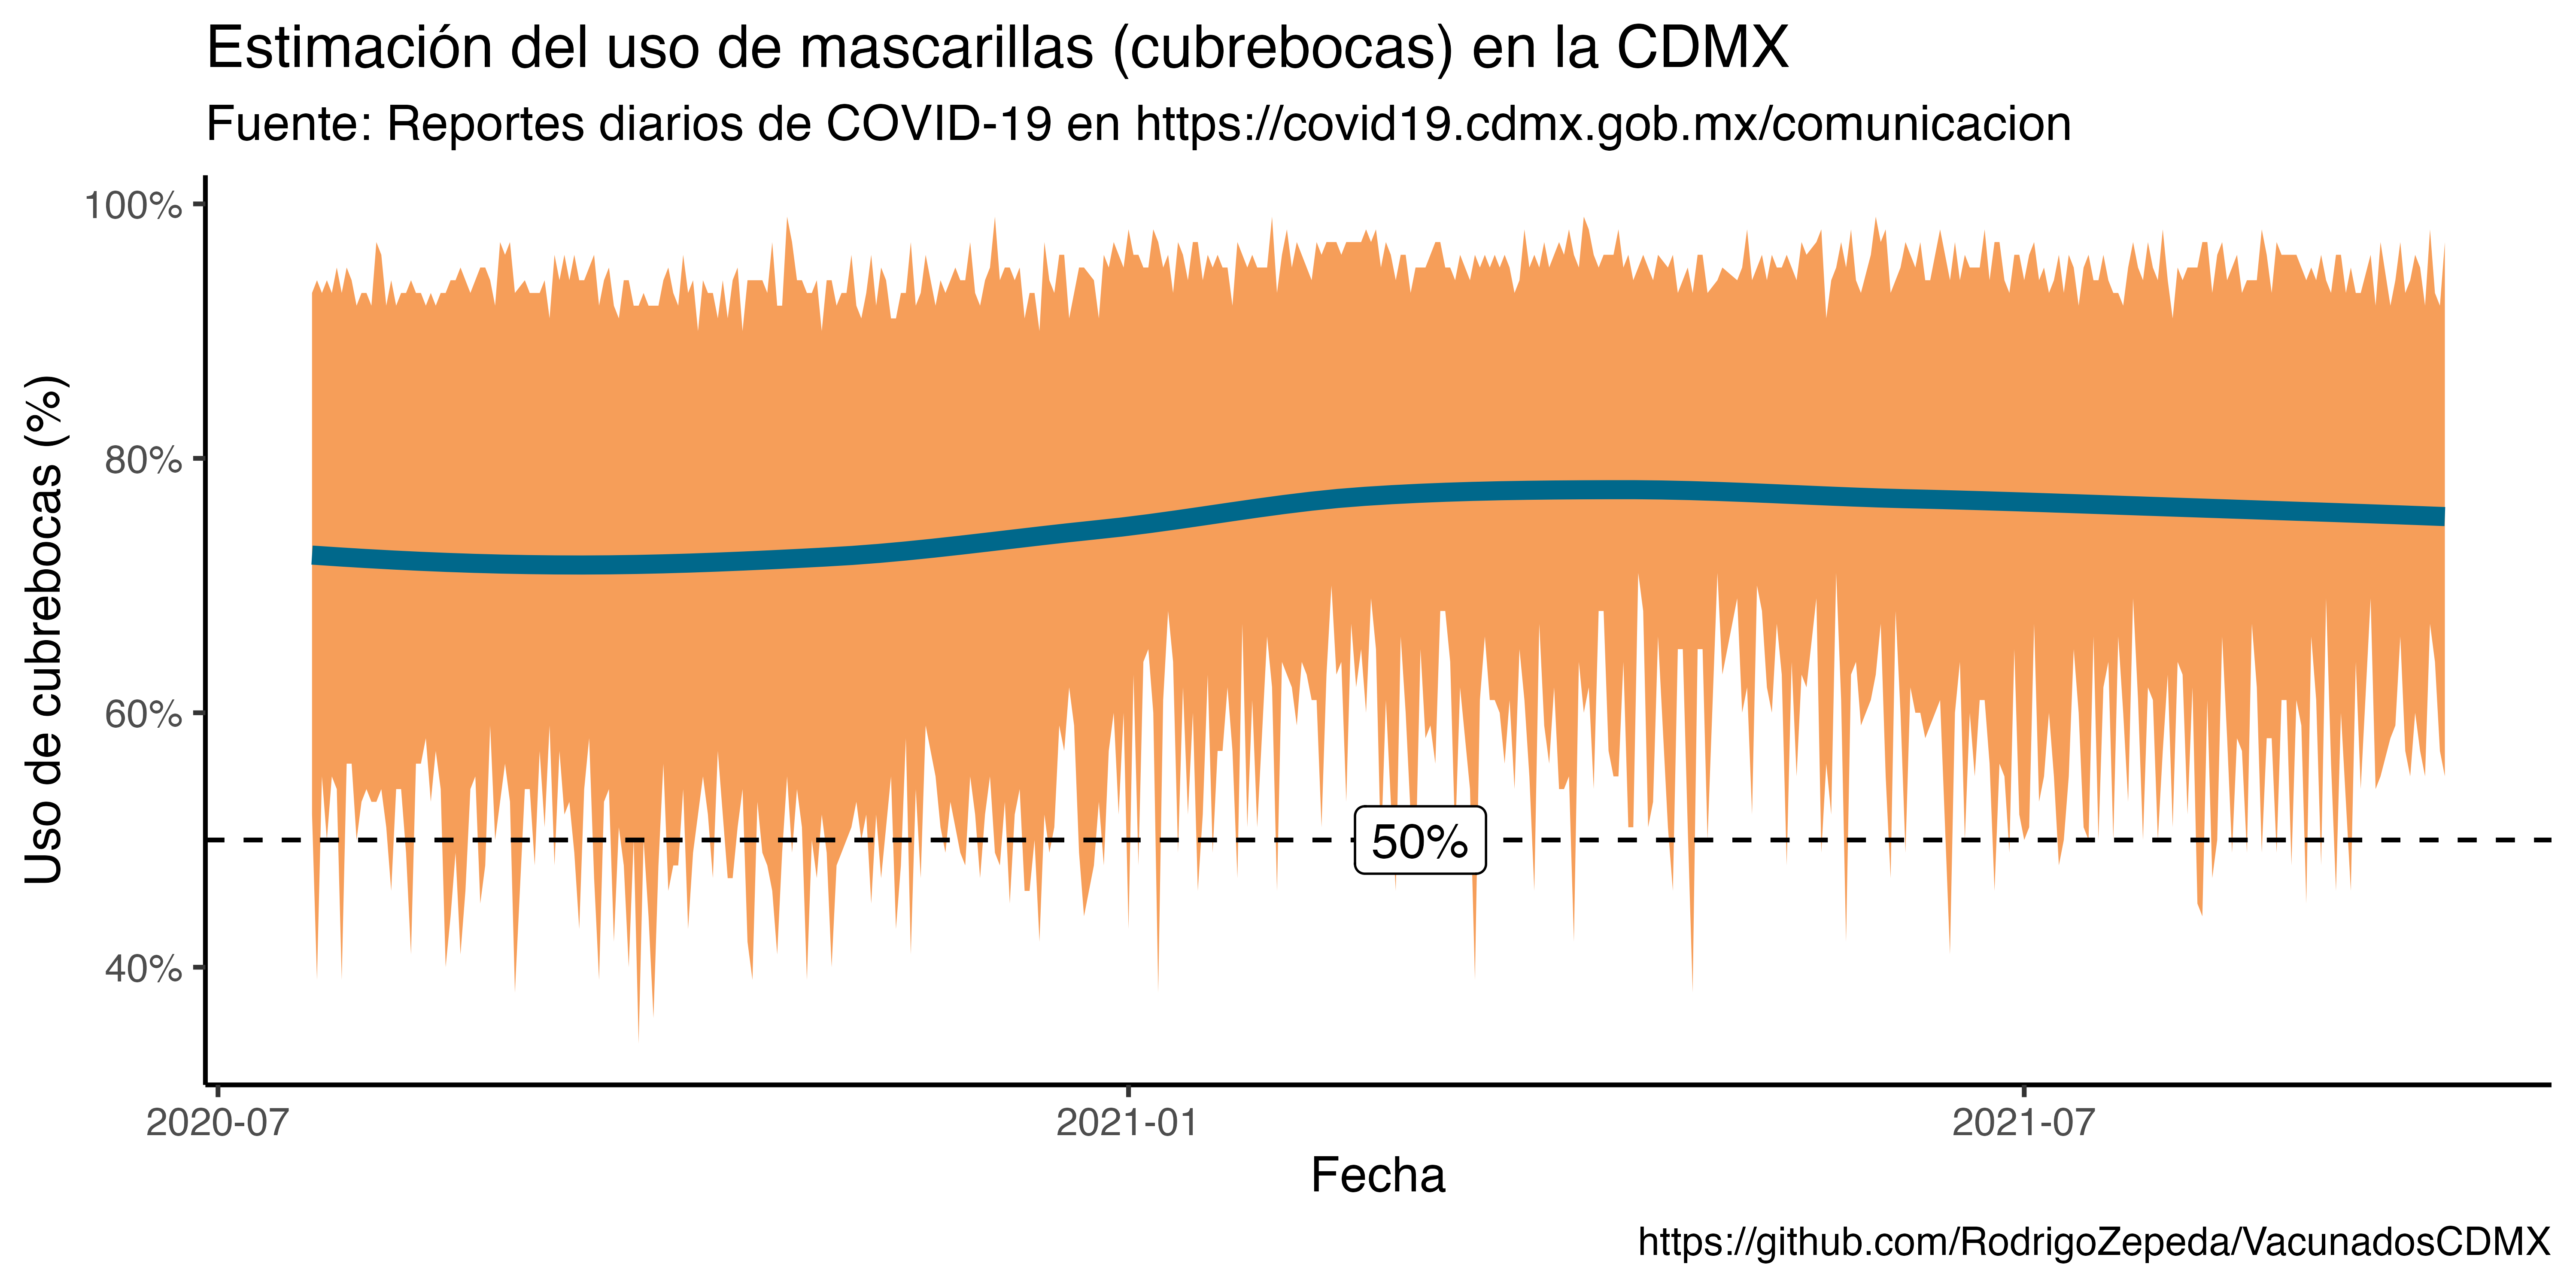 Estimación del uso de mascarillas (cubrebocas) en la CDMX
Fuente: Reportes diarios de COVID-19 en https://covid19.cdmx.gob.mx/comunicacion
Uso de cubrebocas (%)
100%
80%
60%
40%
50%
2020-07
2021-01
2021-07
Fecha
https://github.com/RodrigoZepeda/VacunadosCDMX